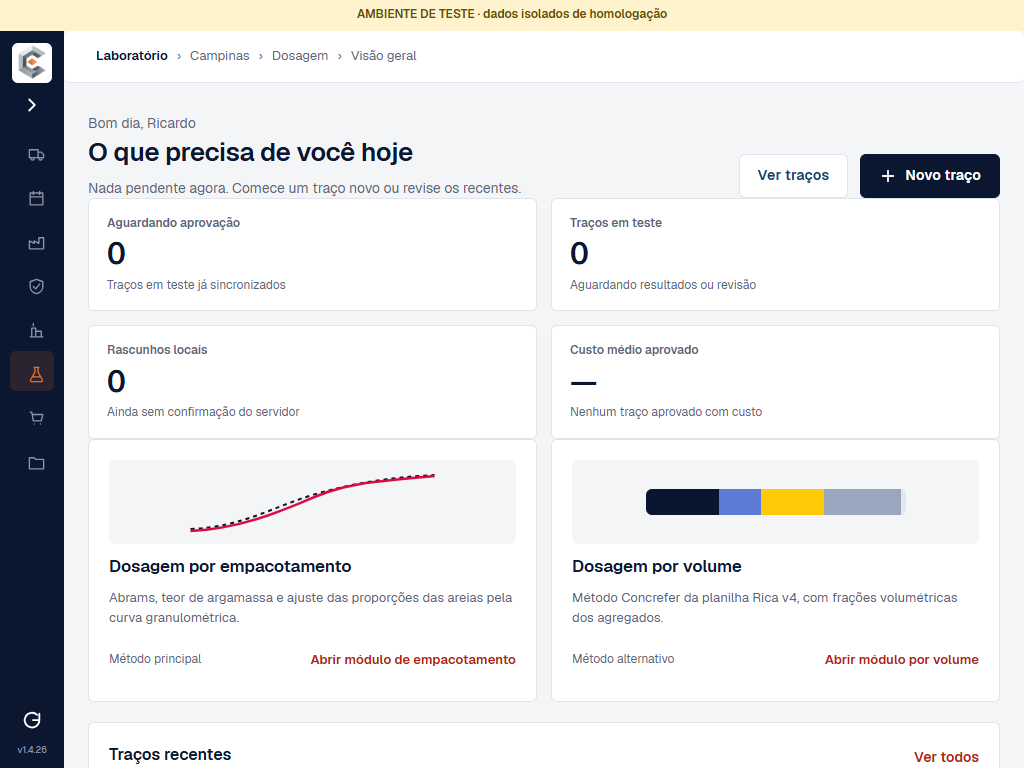 AMBIENTE DE TESTE · dados isolados de homologação
Laboratório › Campinas › Dosagem › Visão geral
Bom dia, Ricardo
O que precisa de você hoje
Nada pendente agora. Comece um traço novo ou revise os recentes.
Ver traços
+ Novo traço
Aguardando aprovação
0
Traços em teste já sincronizados
Traços em teste
0
Aguardando resultados ou revisão
Rascunhos locais
0
Ainda sem confirmação do servidor
Custo médio aprovado
—
Nenhum traço aprovado com custo
Dosagem por empacotamento
Abrams, teor de argamassa e ajuste das proporções das areias pela
curva granulométrica.
Método principal
Abrir módulo de empacotamento
Dosagem por volume
Método Concrefer da planilha Rica v4, com frações volumétricas
dos agregados.
Método alternativo
Abrir módulo por volume
v1.4.26
Traços recentes
Ver todos